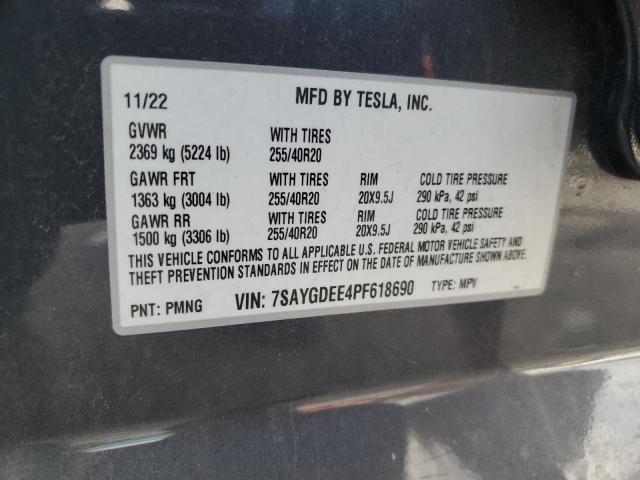 11/22 MFD BY TESLA, INC.
GVWR WITH TIRES
2369 kg (5224 lb) 255/40R20
GAWR FRT WITH TIRES RIM COLD TIRE PRESSURE
1363 kg (3004 lb) 255/40R20 20X9.5J 290 kPa, 42 psi
GAWR RR WITH TIRES RIM COLD TIRE PRESSURE
1500 kg (3306 lb) 255/40R20 20X9.5J 290 kPa, 42 psi
THIS VEHICLE CONFORMS TO ALL APPLICABLE U.S. FEDERAL MOTOR VEHICLE SAFETY AND
THEFT PREVENTION STANDARDS IN EFFECT ON THE DATE OF MANUFACTURE SHOWN ABOVE.
PNT: PMNG VIN: 7SAYGDEE4PF618690 TYPE: MPV